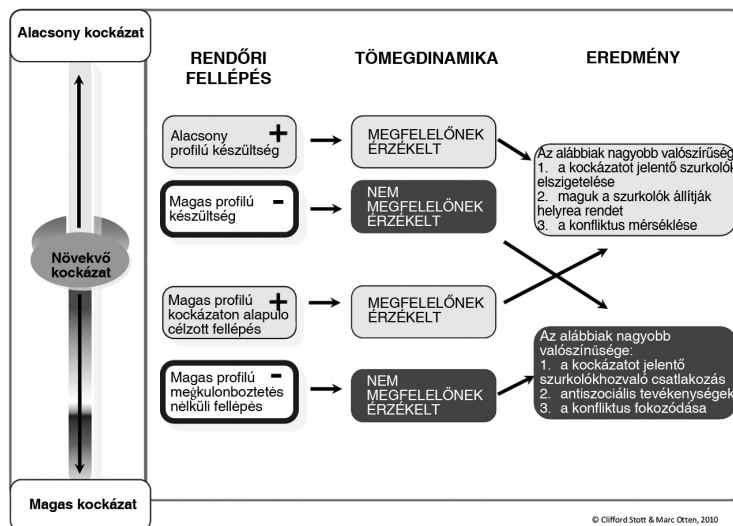 Alacsony kockázat
RENDŐRI
FELLÉPÉS
TÖMEGDINAMIKA
EREDMÉNY
Alacsony
profilú készültség
+
MEGFELELŐNEK
ÉRZÉKELT
Az alábbiak nagyobb valószírűsége
1. a kockázatot jelentő szurkolók
elszigetelése
2. maguk a szurkolók állítják
helyrea rendet
3. a konfliktus mérséklése
Magas profilú
készültség
-
NEM
MEGFELELŐNEK
ÉRZÉKELT
Növekvő
kockázat
Magas profilú
kockázaton alapuló
célzott fellépés
+
MEGFELELŐNEK
ÉRZÉKELT
Az alábbiak nagyobb
valószínűsége:
1. a kockázatot jelentő
szurkolókhozvaló csatlakozás
2. antiszociális tevékenységek
3. a konfliktus fokozódása
Magas profilú
megkulonboztetés
nélküli fellépés
-
NEM
MEGFELELŐNEK
ÉRZÉKELT
Magas kockázat
© Clifford Stott & Marc Otten, 2010